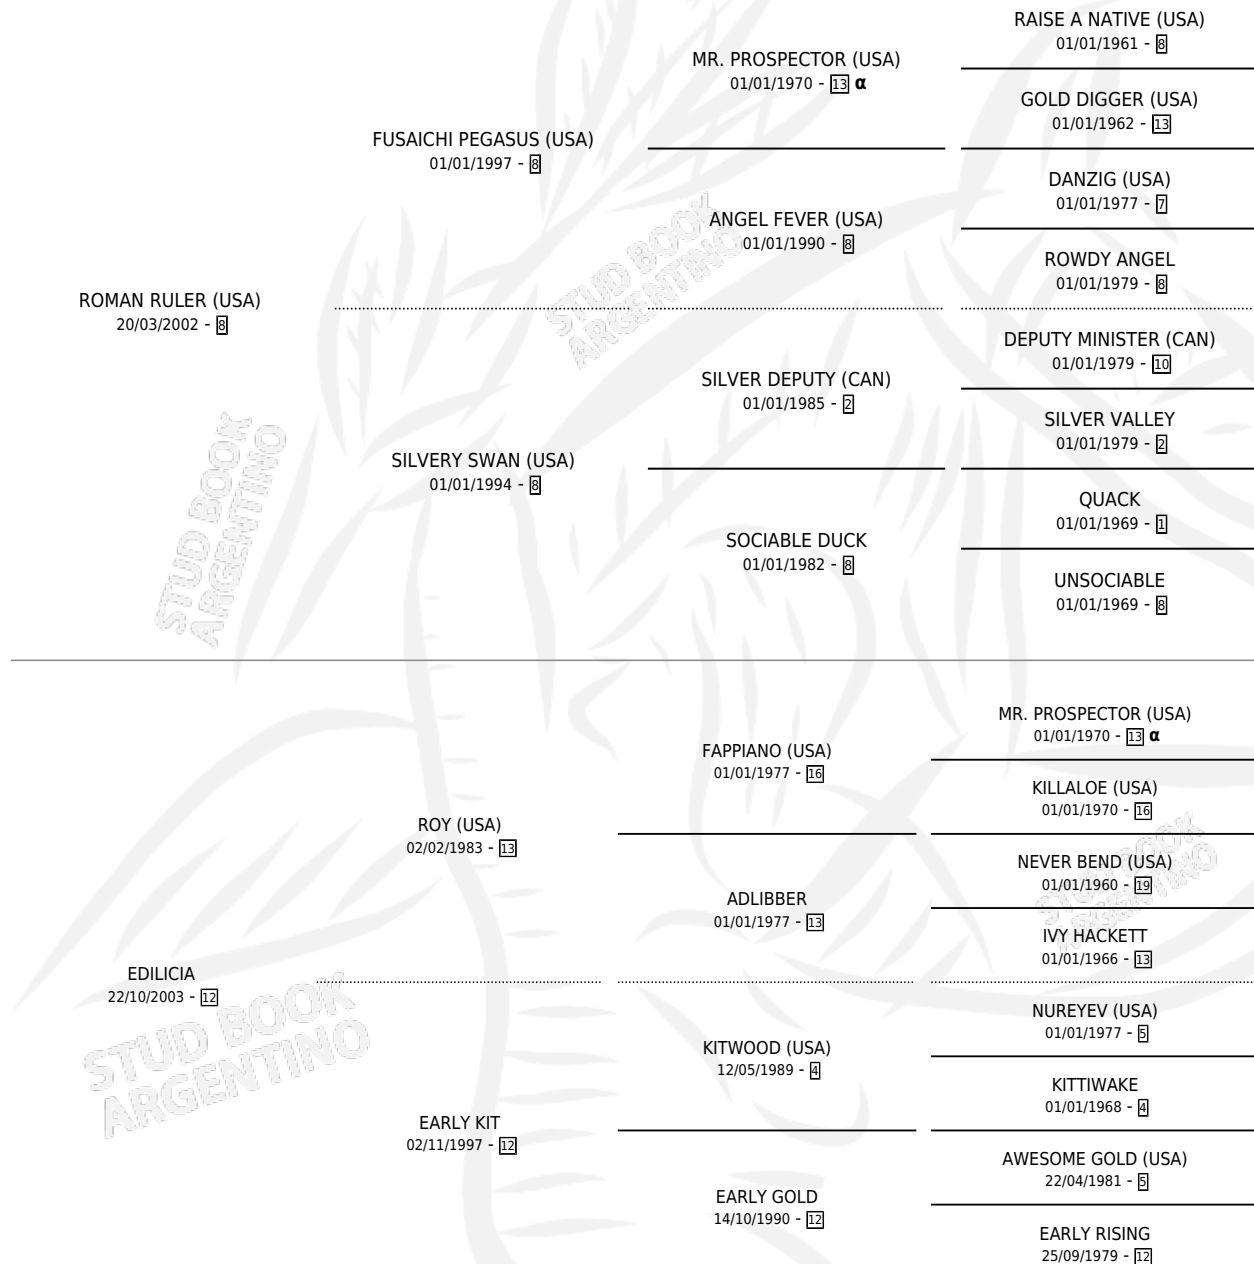 RAISE A NATIVE (USA)
01/01/1961 - 8
MR. PROSPECTOR (USA)
01/01/1970 - 13 α
GOLD DIGGER (USA)
01/01/1962 - 13
FUSAICHI PEGASUS (USA)
01/01/1997 - 8
DANZIG (USA)
01/01/1977 - 7
ANGEL FEVER (USA)
01/01/1990 - 8
ROWDY ANGEL
01/01/1979 - 8
STUD BOOK
ARGENTINO
ROMAN RULER (USA)
20/03/2002 - 8
DEPUTY MINISTER (CAN)
01/01/1979 - 10
SILVER DEPUTY (CAN)
01/01/1985 - 2
SILVER VALLEY
01/01/1979 - 2
SILVERY SWAN (USA)
01/01/1994 - 8
QUACK
01/01/1969 - 1
SOCIABLE DUCK
01/01/1982 - 8
UNSOCIABLE
01/01/1969 - 8
STUD BOOK
ARGENTINO
MR. PROSPECTOR (USA)
01/01/1970 - 13 α
FAPPIANO (USA)
01/01/1977 - 16
KILLALOE (USA)
01/01/1970 - 16
ROY (USA)
02/02/1983 - 13
NEVER BEND (USA)
01/01/1960 - 19
ADLIBBER
01/01/1977 - 13
IVY HACKETT
01/01/1966 - 13
STUD BOOK
ARGENTINO
EDILICIA
22/10/2003 - 12
NUREYEV (USA)
01/01/1977 - 5
KITWOOD (USA)
12/05/1989 - 4
KITTIWAKE
01/01/1968 - 4
EARLY KIT
02/11/1997 - 12
AWESOME GOLD (USA)
22/04/1981 - 5
EARLY GOLD
14/10/1990 - 12
EARLY RISING
25/09/1979 - 12
STUD BOOK
ARGENTINO